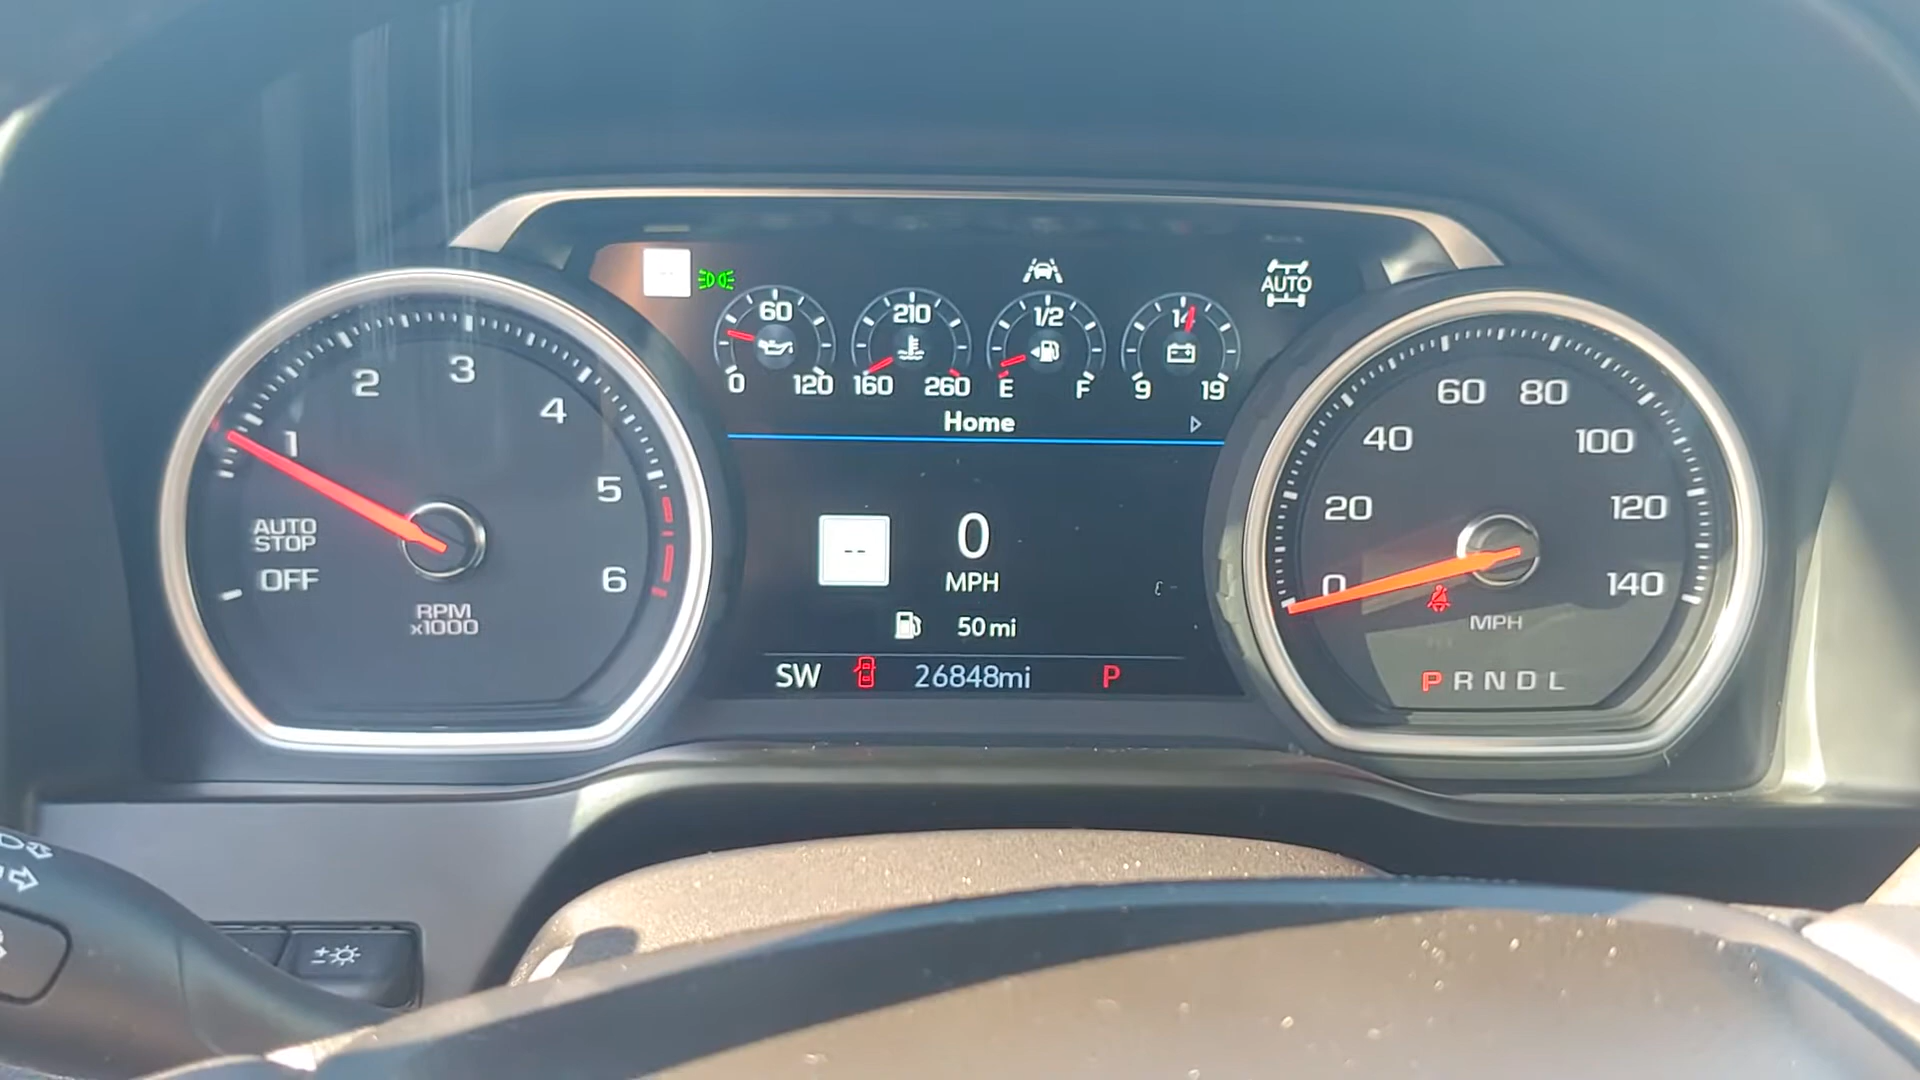 1
2
3
4
5
6
AUTO
STOP
OFF
RPM
x1000
--
60
0 120
210
160 260
1/2
E F
14
9 19
AUTO
Home
--
0
MPH
50 mi
SW 26848mi P
0
20
40
60
80
100
120
140
MPH
P R N D L
±